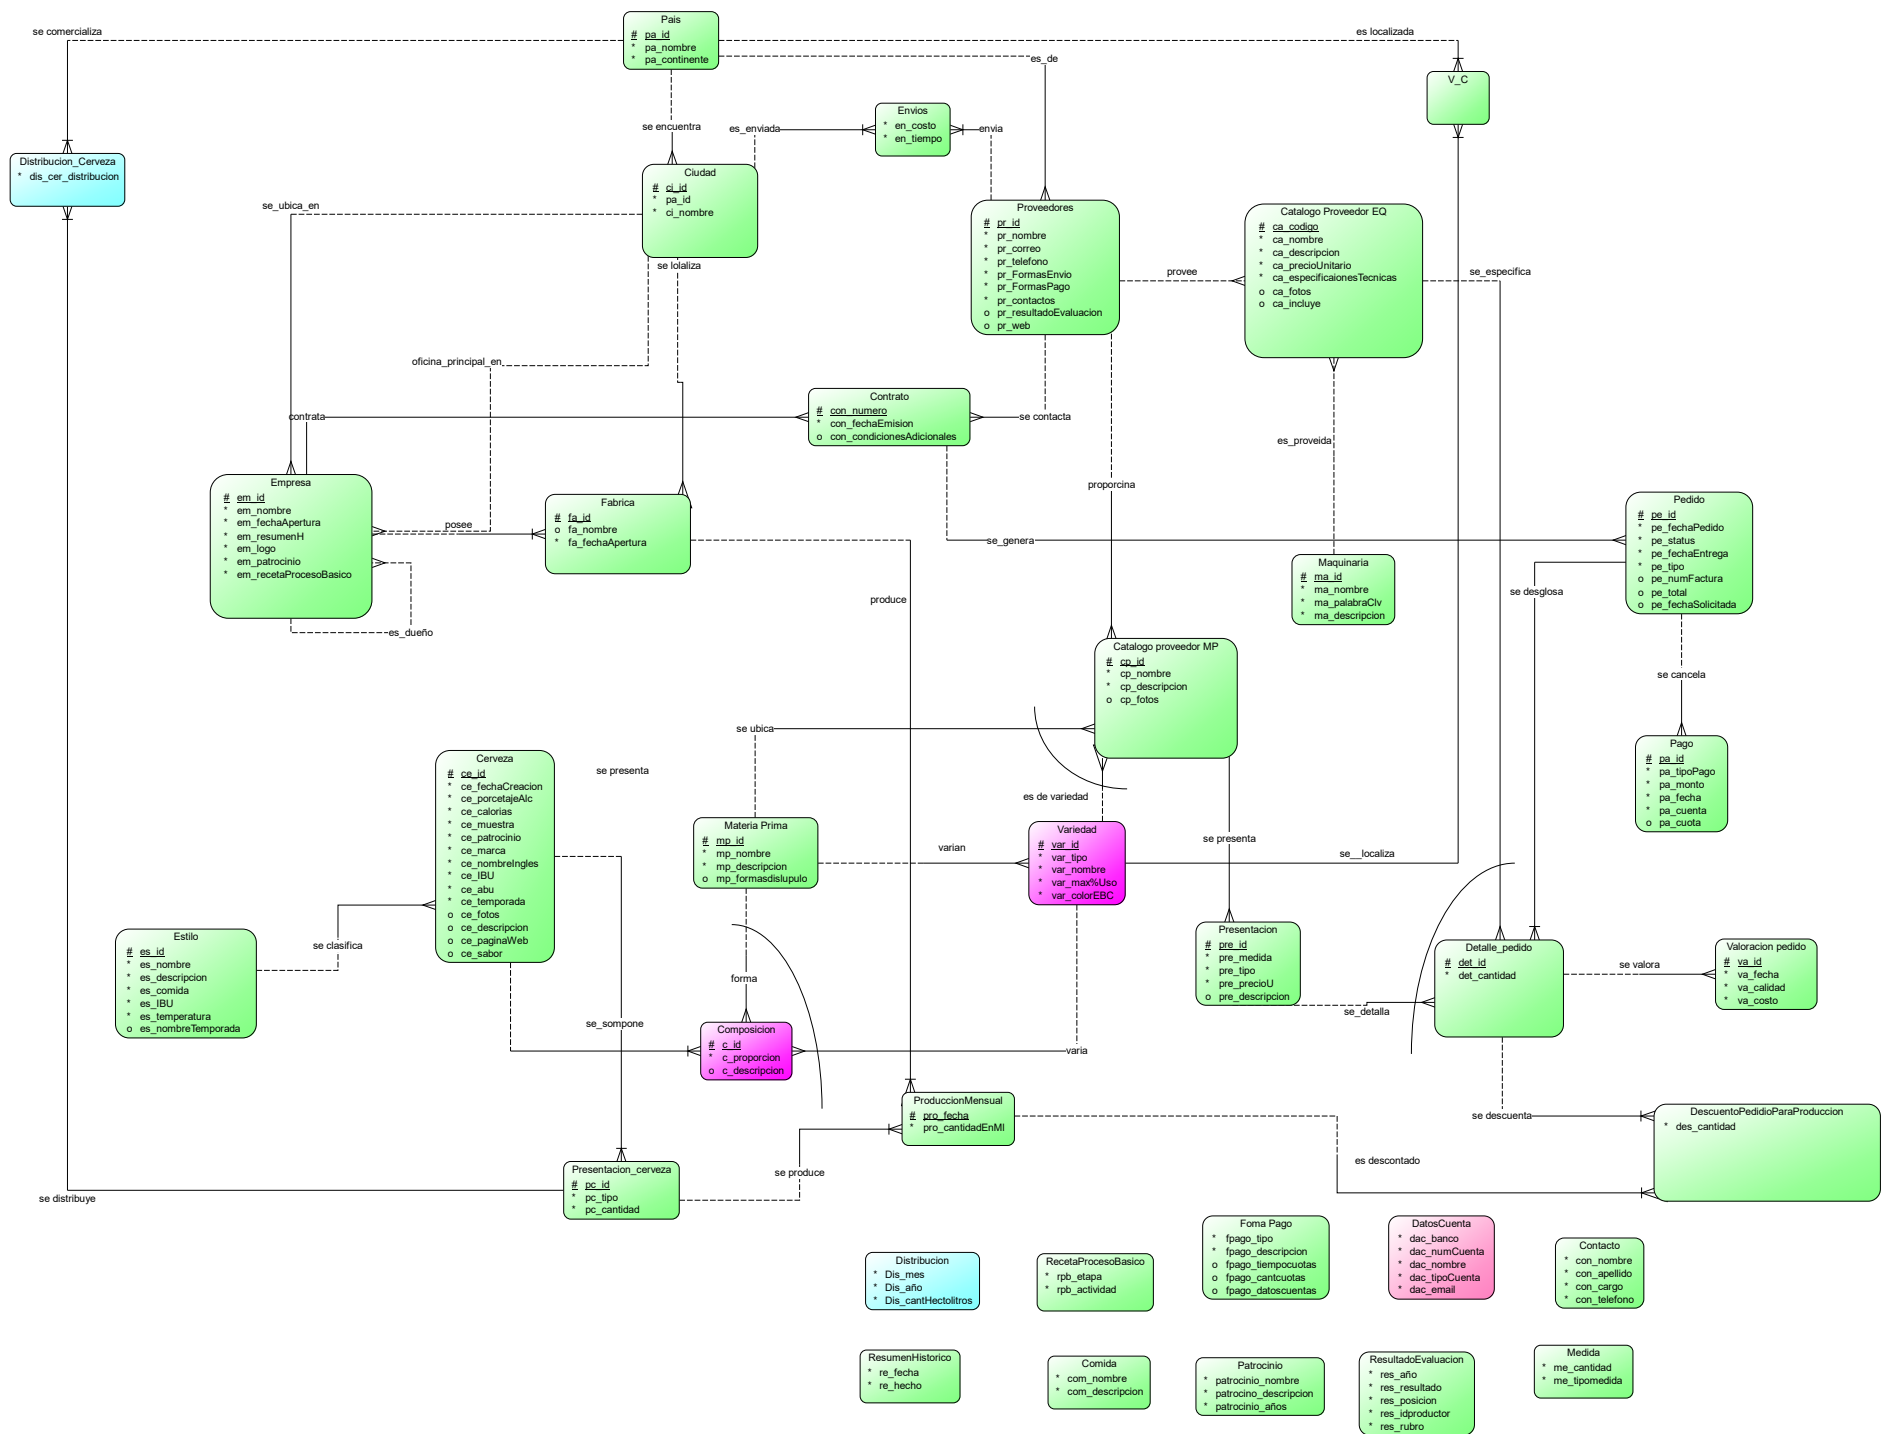 Pais
# pa_id
* pa_nombre
* pa_continente
se comercializa
es localizada
es_de
V_C
Envios
* en_costo
* en_tiempo
se encuentra
es_enviada
envia
Distribucion_Cerveza
* dis_cer_distribucion
Ciudad
# ci_id
* pa_id
* ci_nombre
se_ubica_en
se lolaliza
Proveedores
# pr_id
* pr_nombre
* pr_correo
* pr_telefono
* pr_FormasEnvio
* pr_FormasPago
* pr_contactos
o pr_resultadoEvaluacion
o pr_web
provee
Catalogo Proveedor EQ
# ca_codigo
* ca_nombre
* ca_descripcion
* ca_precioUnitario
* ca_especificaionesTecnicas
o ca_fotos
o ca_incluye
se_especifica
oficina_principal_en
contrata
Contrato
# con_numero
* con_fechaEmision
o con_condicionesAdicionales
se contacta
es_proveida
proporcina
Empresa
# em_id
* em_nombre
* em_fechaApertura
* em_resumenH
* em_logo
* em_patrocinio
* em_recetaProcesoBasico
posee
es_dueño
Fabrica
# fa_id
o fa_nombre
* fa_fechaApertura
se_genera
produce
Maquinaria
# ma_id
* ma_nombre
* ma_palabraClv
* ma_descripcion
Pedido
# pe_id
* pe_fechaPedido
* pe_status
* pe_fechaEntrega
* pe_tipo
o pe_numFactura
o pe_total
o pe_fechaSolicitada
se desglosa
se cancela
Catalogo proveedor MP
# cp_id
* cp_nombre
* cp_descripcion
o cp_fotos
se ubica
Pago
# pa_id
* pa_tipoPago
* pa_monto
* pa_fecha
* pa_cuenta
o pa_cuota
Cerveza
# ce_id
* ce_fechaCreacion
* ce_porcetajeAlc
* ce_calorias
* ce_muestra
* ce_patrocinio
* ce_marca
* ce_nombreIngles
* ce_IBU
* ce_abu
* ce_temporada
o ce_fotos
o ce_descripcion
o ce_paginaWeb
o ce_sabor
se presenta
es de variedad
Materia Prima
# mp_id
* mp_nombre
* mp_descripcion
o mp_formasdislupulo
varian
Variedad
# var_id
* var_tipo
* var_nombre
* var_max%Uso
* var_colorEBC
se presenta
se__localiza
Estilo
# es_id
* es_nombre
* es_descripcion
* es_comida
* es_IBU
* es_temperatura
o es_nombreTemporada
se clasifica
forma
Presentacion
# pre_id
* pre_medida
* pre_tipo
* pre_precioU
o pre_descripcion
se_detalla
Detalle_pedido
# det_id
* det_cantidad
se valora
Valoracion pedido
# va_id
* va_fecha
* va_calidad
* va_costo
se_sompone
Composicion
# c_id
* c_proporcion
o c_descripcion
varia
ProduccionMensual
# pro_fecha
* pro_cantidadEnMl
se descuenta
DescuentoPedidioParaProduccion
* des_cantidad
es descontado
se produce
Presentacion_cerveza
# pc_id
* pc_tipo
* pc_cantidad
se distribuye
Distribucion
* Dis_mes
* Dis_año
* Dis_cantHectolitros
RecetaProcesoBasico
* rpb_etapa
* rpb_actividad
Foma Pago
* fpago_tipo
* fpago_descripcion
o fpago_tiempocuotas
o fpago_cantcuotas
o fpago_datoscuentas
DatosCuenta
* dac_banco
* dac_numCuenta
* dac_nombre
* dac_tipoCuenta
* dac_email
Contacto
* con_nombre
* con_apellido
* con_cargo
* con_telefono
ResumenHistorico
* re_fecha
* re_hecho
Comida
* com_nombre
* com_descripcion
Patrocinio
* patrocinio_nombre
* patrocino_descripcion
* patrocinio_años
ResultadoEvaluacion
* res_año
* res_resultado
* res_posicion
* res_idproductor
* res_rubro
Medida
* me_cantidad
* me_tipomedida